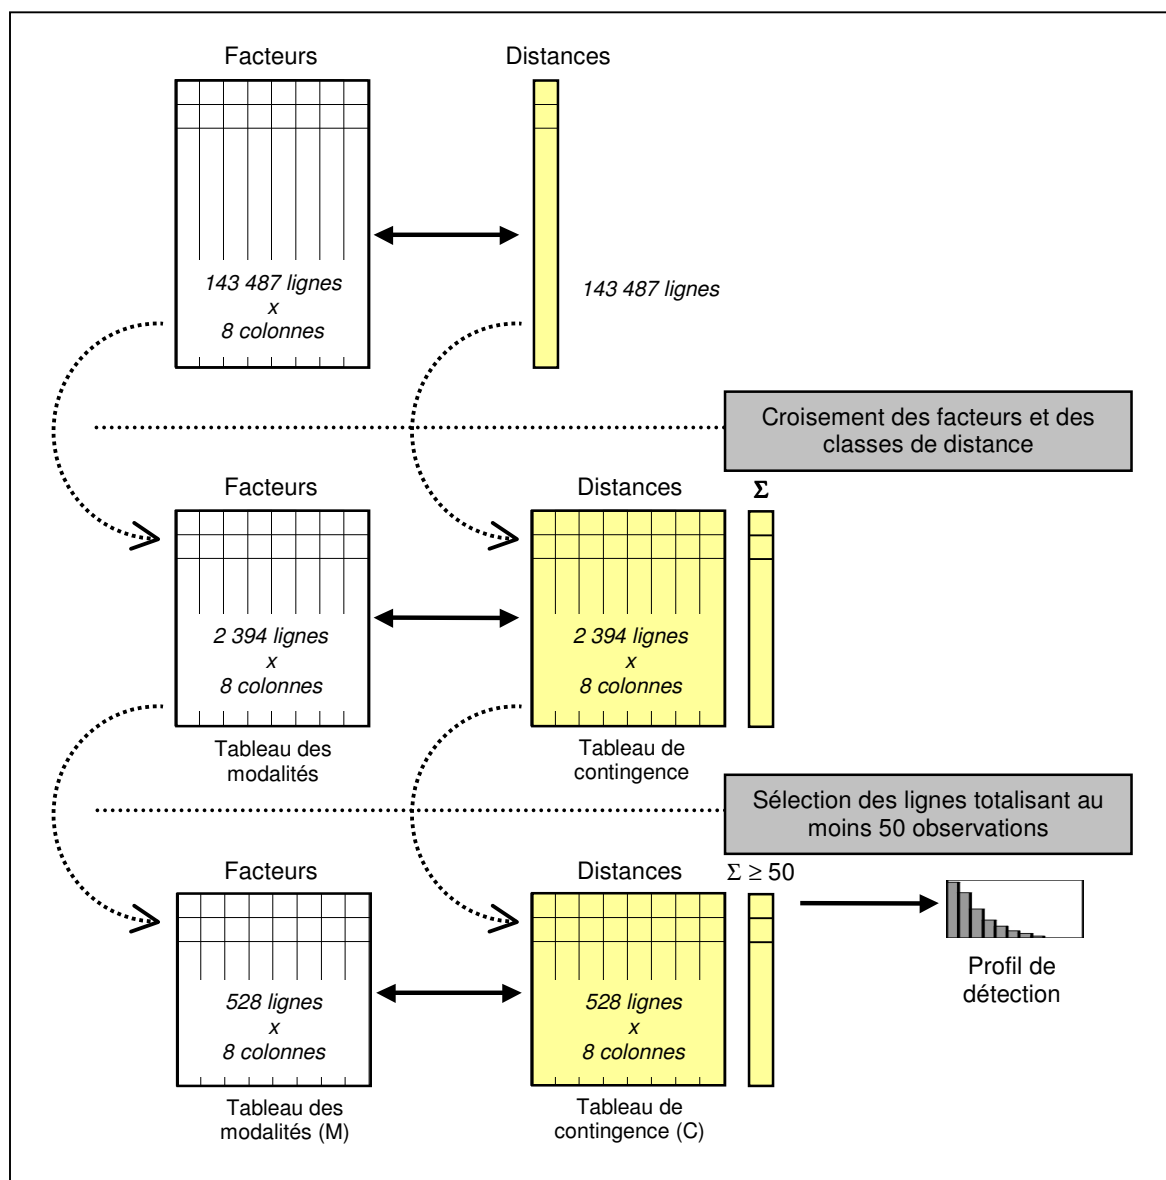 Facteurs
Distances
143 487 lignes
x
8 colonnes
143 487 lignes
Croisement des facteurs et des
classes de distance
Facteurs
Distances
Σ
2 394 lignes
x
8 colonnes
2 394 lignes
x
8 colonnes
Tableau des
modalités
Tableau de
contingence
Sélection des lignes totalisant au
moins 50 observations
Facteurs
Distances
Σ ≥ 50
528 lignes
x
8 colonnes
528 lignes
x
8 colonnes
Profil de
détection
Tableau des
modalités (M)
Tableau de
contingence (C)